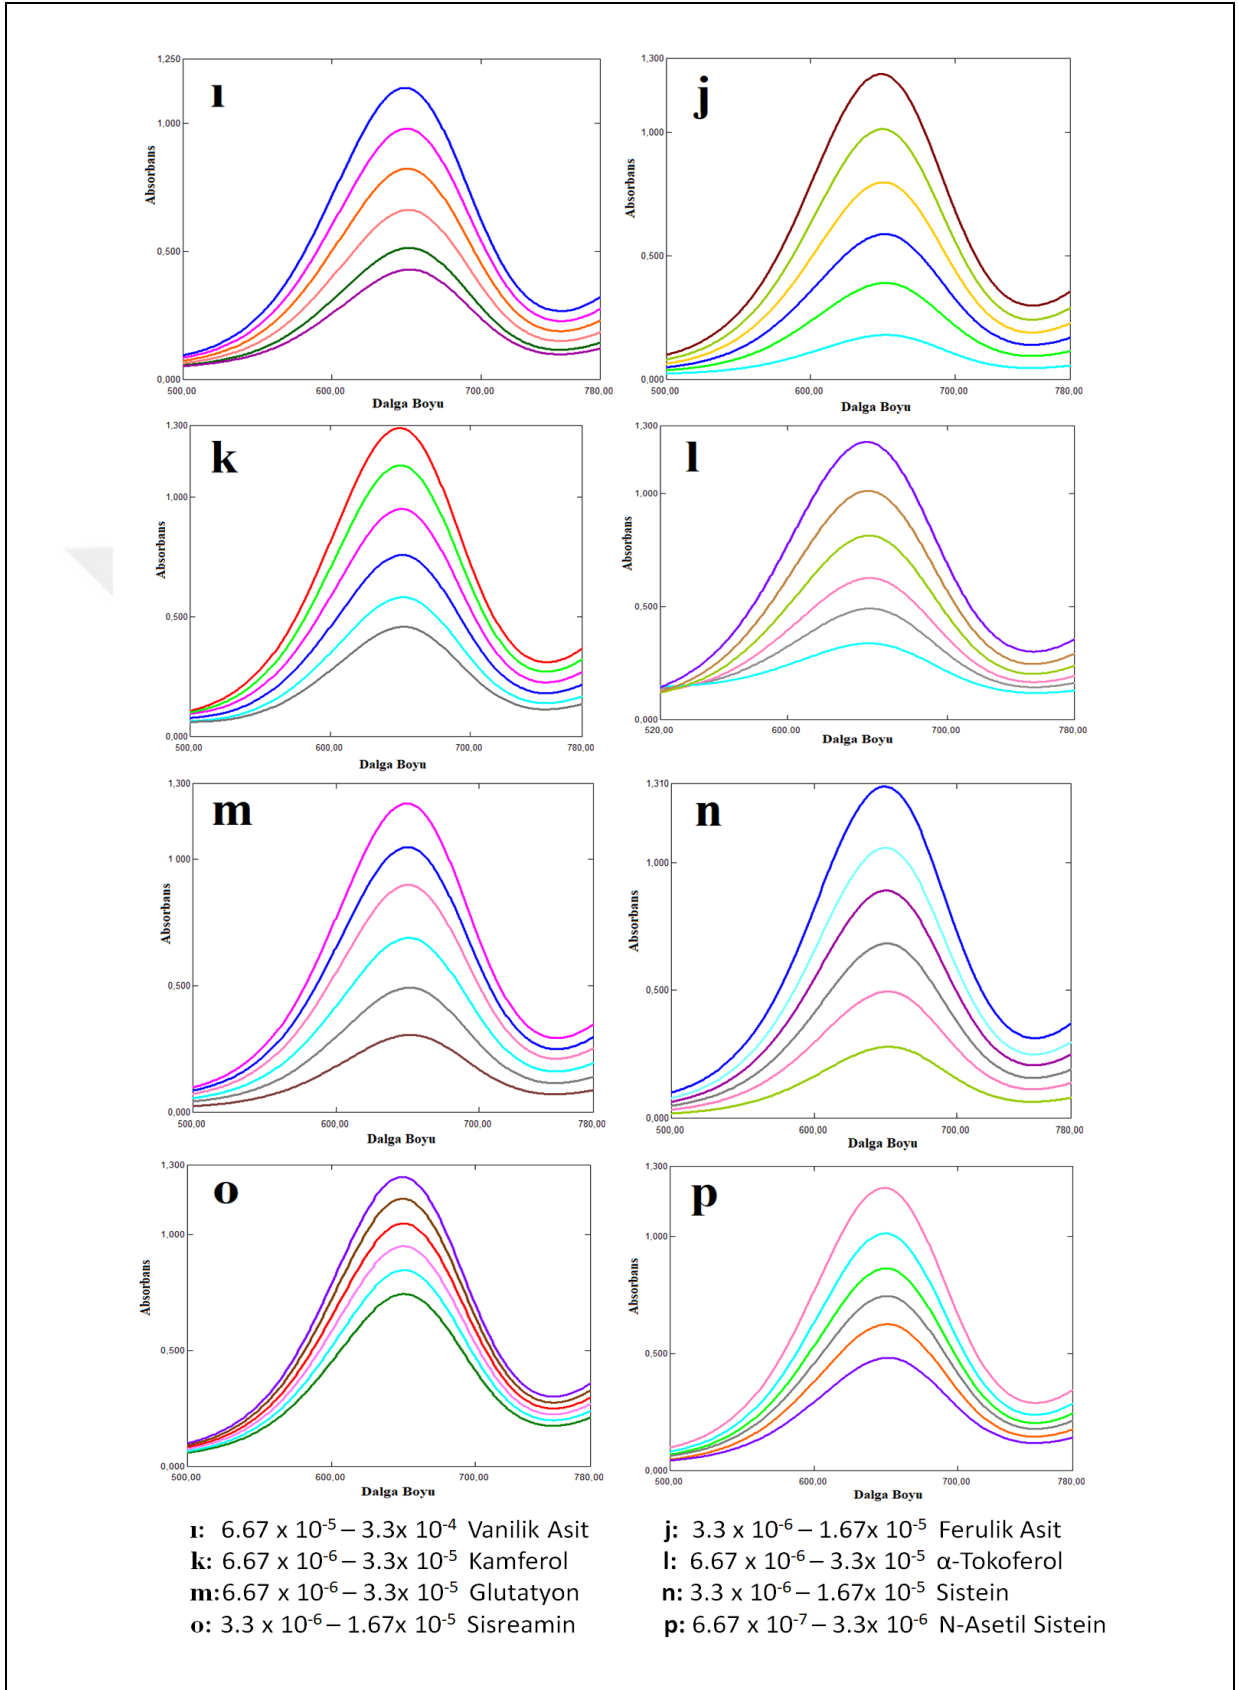 ı
1,250
1,000
0,500
0,000
500,00 600,00 700,00 780,00
Absorbans
Dalga Boyu
j
1,300
1,000
0,500
0,000
500,00 600,00 700,00 780,00
Absorbans
Dalga Boyu
k
1,300
1,000
0,500
0,000
500,00 600,00 700,00 780,00
Absorbans
Dalga Boyu
l
1,300
1,000
0,500
0,000
520,00 600,00 700,00 780,00
Absorbans
Dalga Boyu
m
1,300
1 000
0,500
0,000
500,00 600,00 700,00 780,00
Absorbans
Dalga Boyu
n
1,310
1,000
0,500
0,000
500,00 600,00 700,00 780,00
Absorbans
Dalga Boyu
o
1,300
1,000
0,500
0,000
500,00 600,00 700,00 780,00
Absorbans
Dalga Boyu
p
1,300
1,000
0,500
0,000
500,00 600,00 700,00 780,00
Absorbans
Dalga Boyu
ı: 6.67 x 10⁻⁵ – 3.3x 10⁻⁴ Vanilik Asit
j: 3.3 x 10⁻⁶ – 1.67x 10⁻⁵ Ferulik Asit
k: 6.67 x 10⁻⁶ – 3.3x 10⁻⁵ Kamferol
l: 6.67 x 10⁻⁶ – 3.3x 10⁻⁵ α-Tokoferol
m: 6.67 x 10⁻⁶ – 3.3x 10⁻⁵ Glutatyon
n: 3.3 x 10⁻⁶ – 1.67x 10⁻⁵ Sistein
o: 3.3 x 10⁻⁶ – 1.67x 10⁻⁵ Sisreamin
p: 6.67 x 10⁻⁷ – 3.3x 10⁻⁶ N-Asetil Sistein